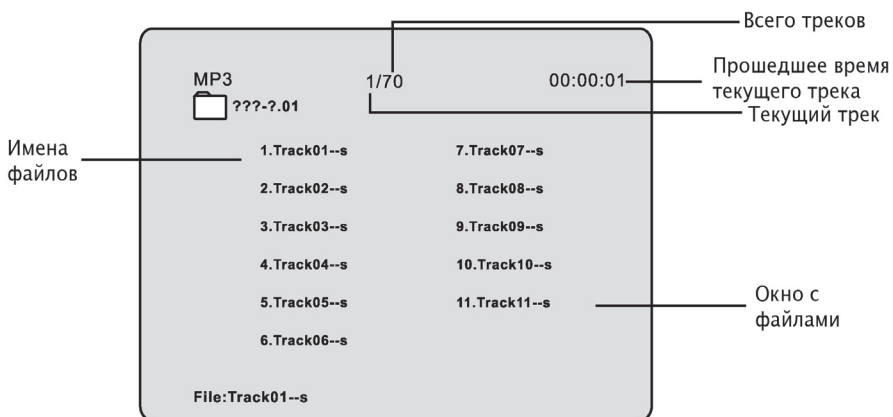 Всего треков
MP3
1/70
00:00:01
Прошедшее время
текущего трека
Текущий трек
???-?.01
Имена
файлов
1.Track01--s
2.Track02--s
3.Track03--s
4.Track04--s
5.Track05--s
6.Track06--s
7.Track07--s
8.Track08--s
9.Track09--s
10.Track10--s
11.Track11--s
Окно с
файлами
File:Track01--s